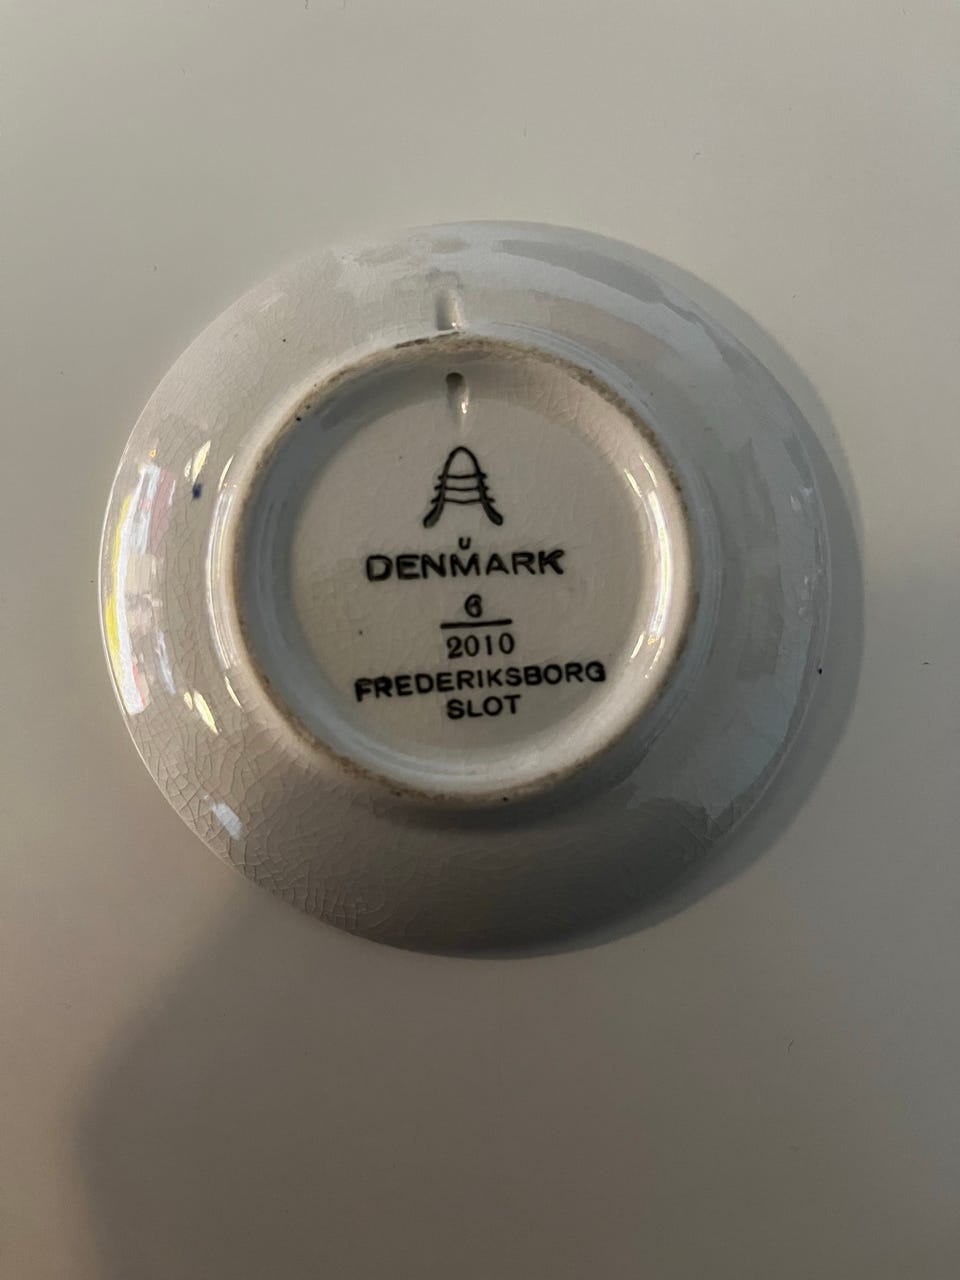 U
DENMARK
6
2010
FREDERIKSBORG
SLOT